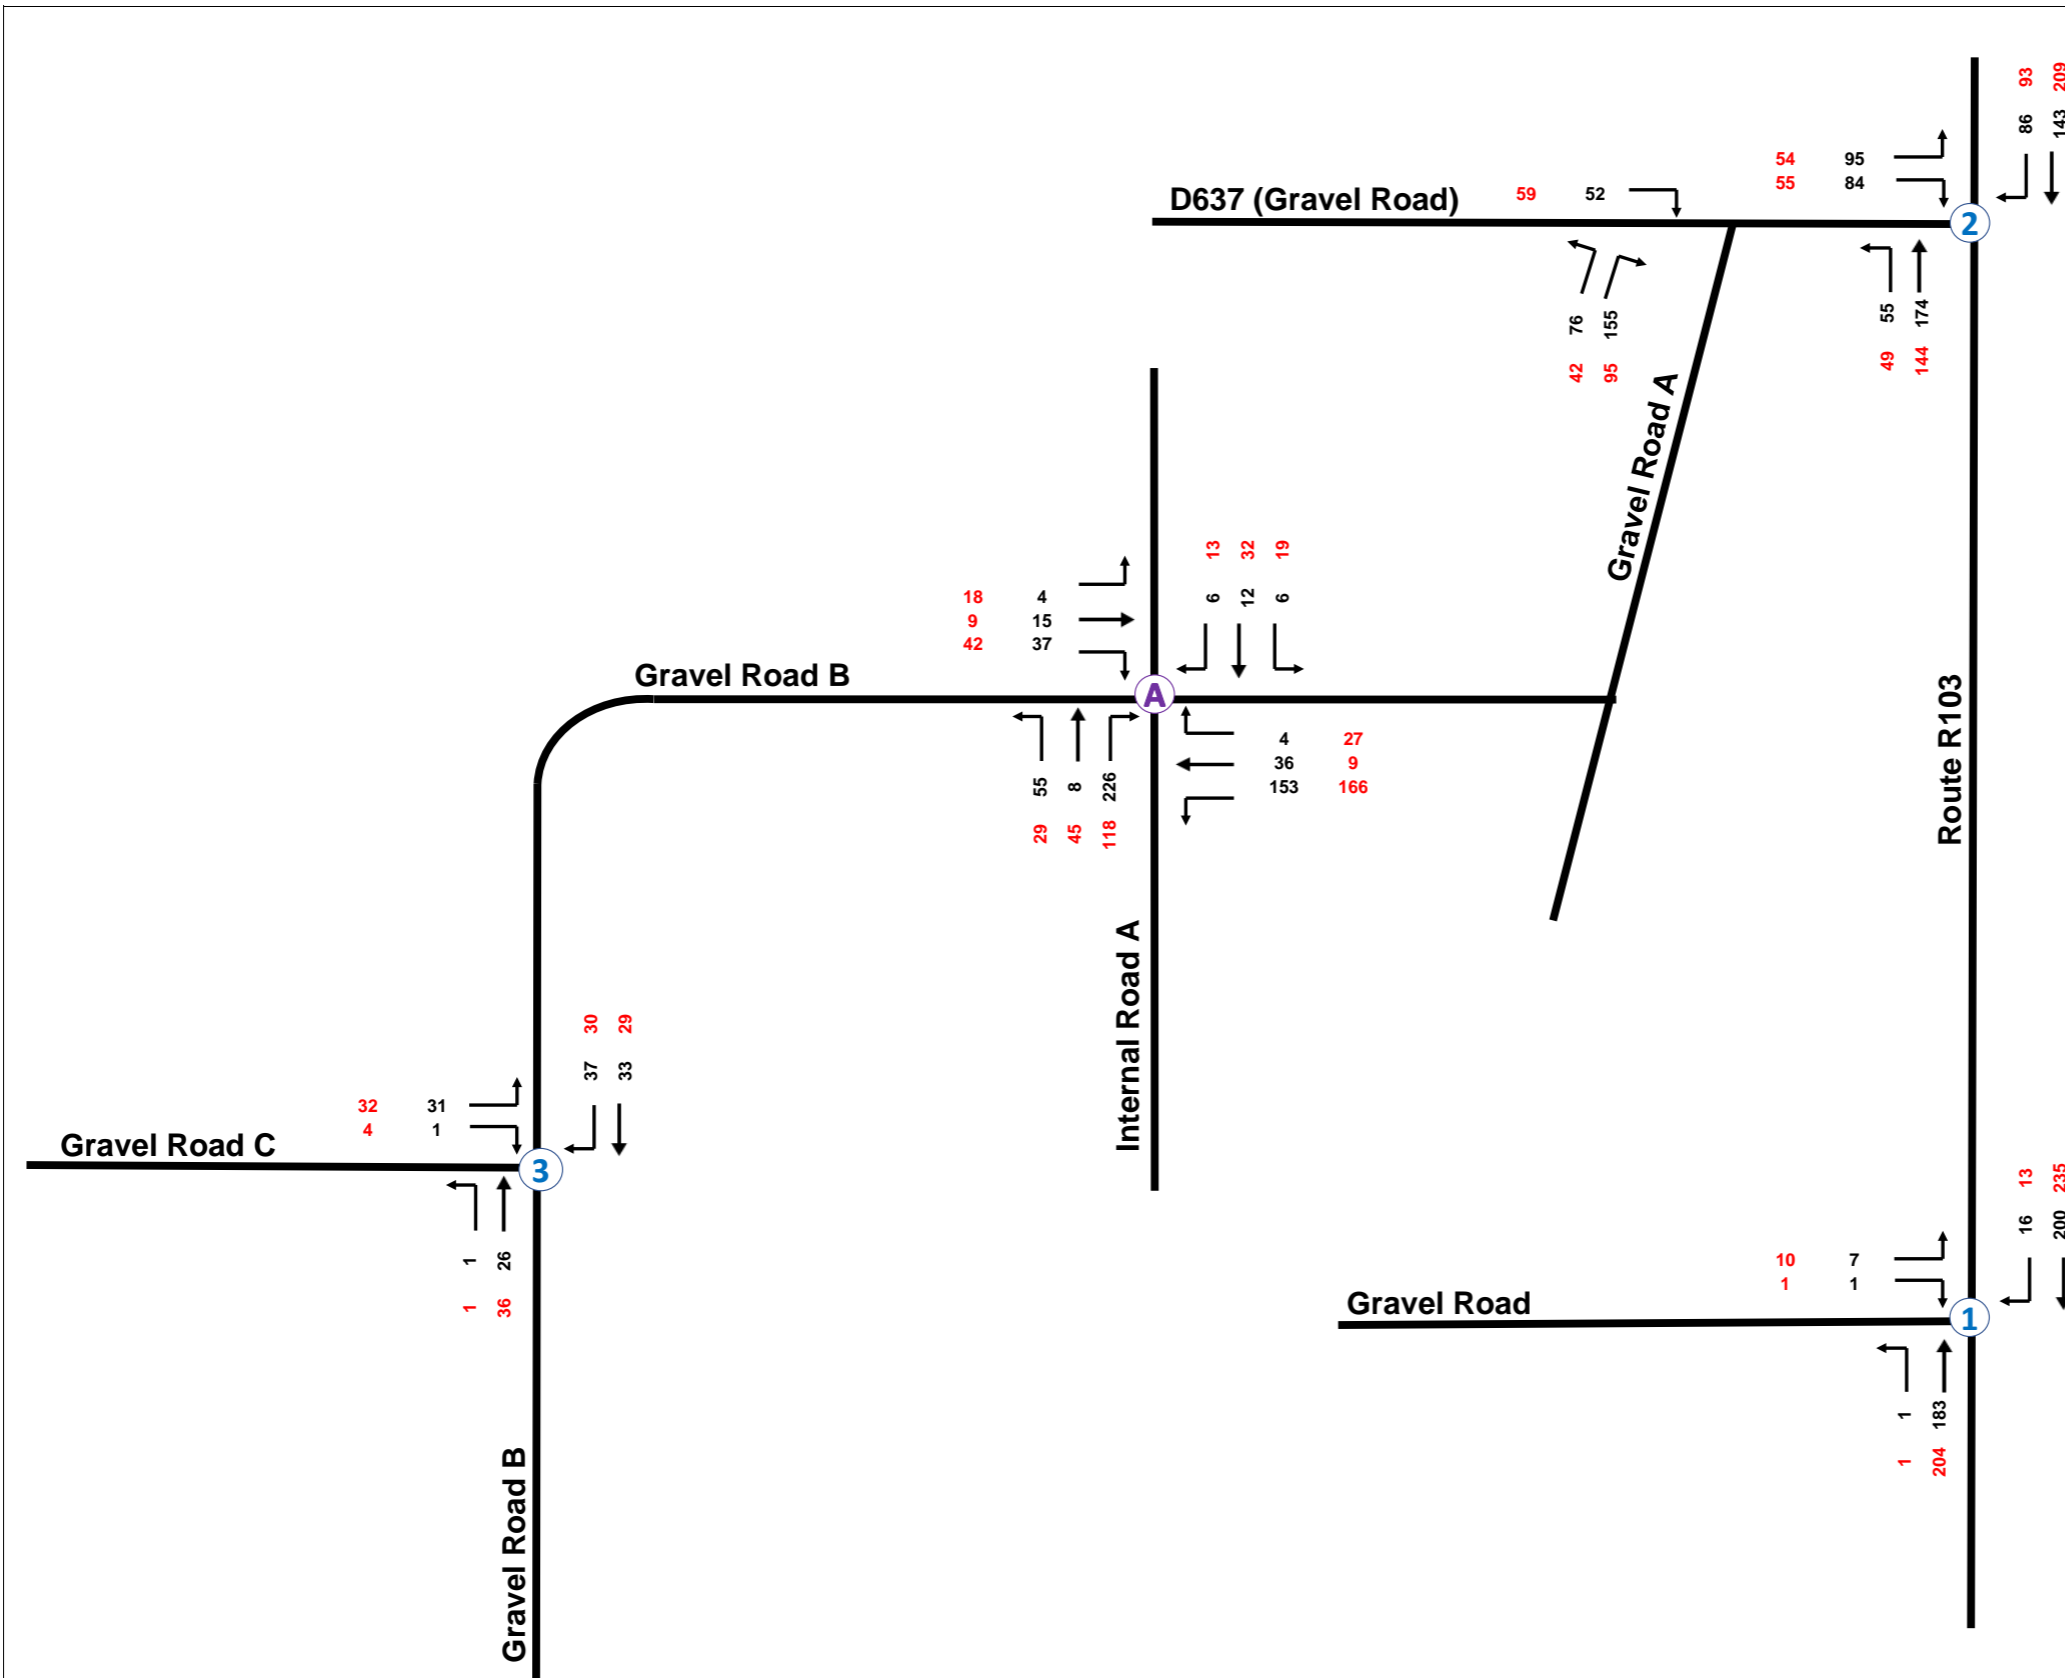 93 209
86 143
54 95
55 84
D637 (Gravel Road) 59 52
2
76 155
42 95
55 174
49 144
Gravel Road A
13 32 19
6 12 6
18 4
9 15
42 37
Gravel Road B
A
4 27
36 9
153 166
55 8 226
29 45 118
Route R103
Internal Road A
30 29
37 33
32 31
4 1
Gravel Road C
3
1 26
1 36
Gravel Road B
13 235
16 200
10 7
1 1
Gravel Road
1
1 183
1 204